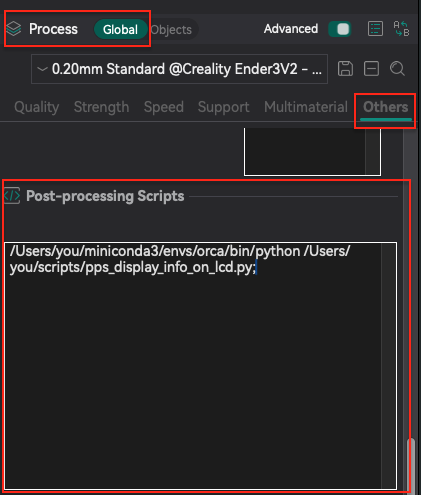 Process Global Objects Advanced
0.20mm Standard @Creality Ender3V2 - ...
Quality Strength Speed Support Multimaterial Others
Post-processing Scripts
/Users/you/miniconda3/envs/orca/bin/python /Users/
you/scripts/pps_display_info_on_lcd.py;